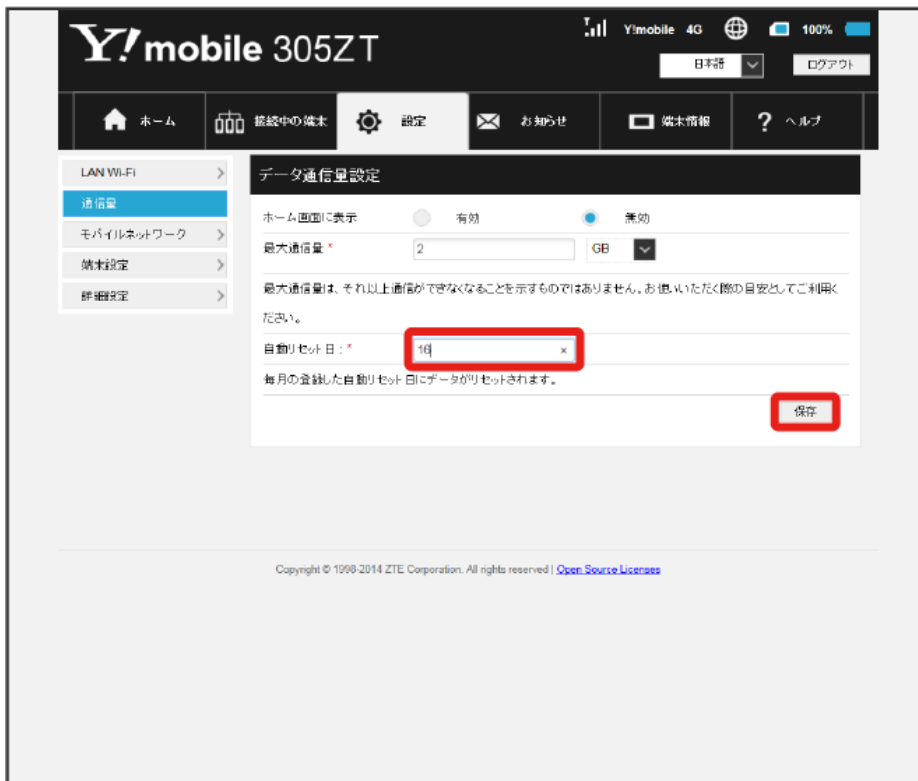 Y!mobile 305ZT
Y!mobile 4G 100%
日本語 ログアウト
ホーム 接続中の端末 設定 お知らせ 端末情報 ? ヘルプ
LAN Wi-Fi
通信量
モバイルネットワーク
端末設定
詳細設定
データ通信量設定
ホーム画面に表示 有効 無効
最大通信量 * 2 GB
最大通信量は、それ以上通信ができなくなることを示すものではありません。お使いいただく際の目安としてご利用く
ださい。
自動リセット日:* 16 ×
毎月の登録した自動リセット日にデータがリセットされます。
保存
Copyright © 1998-2014 ZTE Corporation. All rights reserved | Open Source Licenses